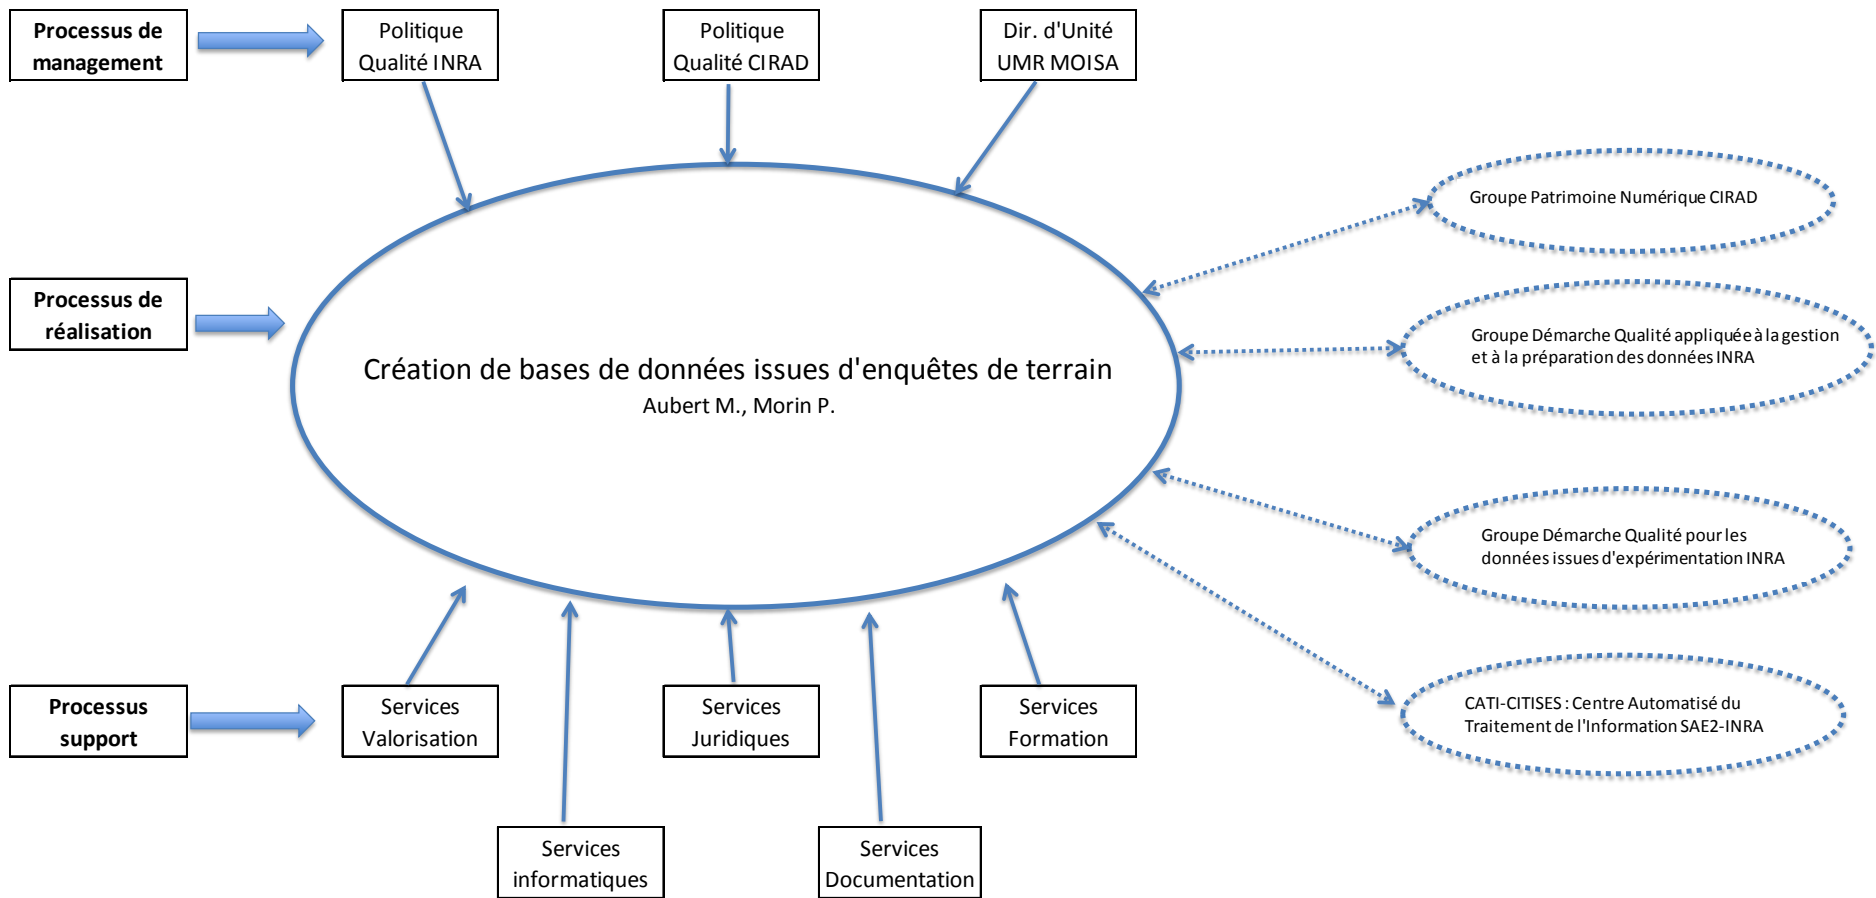 Processus de
management
Politique
Qualité INRA
Politique
Qualité CIRAD
Dir. d'Unité
UMR MOISA
Groupe Patrimoine Numérique CIRAD
Processus de
réalisation
Groupe Démarche Qualité appliquée à la gestion
et à la préparation des données INRA
Création de bases de données issues d'enquêtes de terrain
Aubert M., Morin P.
Groupe Démarche Qualité pour les
données issues d'expérimentation INRA
Processus
support
Services
Valorisation
Services
Juridiques
Services
Formation
CATI-CITISES : Centre Automatisé du
Traitement de l'Information SAE2-INRA
Services
informatiques
Services
Documentation